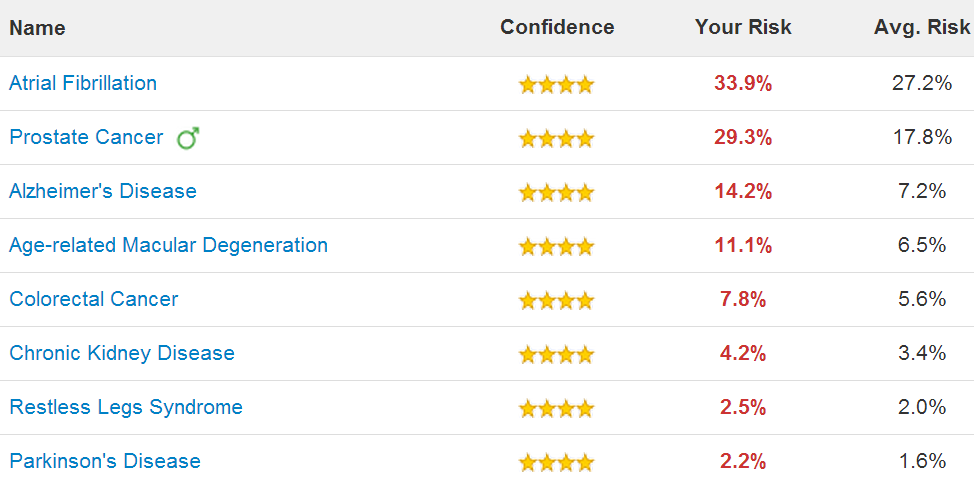 Name Confidence Your Risk Avg. Risk
Atrial Fibrillation 33.9% 27.2%
Prostate Cancer 29.3% 17.8%
Alzheimer's Disease 14.2% 7.2%
Age-related Macular Degeneration 11.1% 6.5%
Colorectal Cancer 7.8% 5.6%
Chronic Kidney Disease 4.2% 3.4%
Restless Legs Syndrome 2.5% 2.0%
Parkinson's Disease 2.2% 1.6%